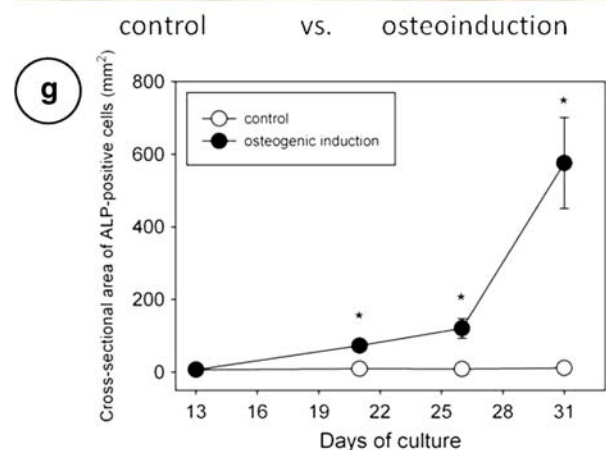 control vs. osteoinduction
g
Cross-sectional area of ALP-positive cells (mm²)
800
600
400
200
0
control
osteogenic induction
*
*
*
13 16 19 22 25 28 31
Days of culture